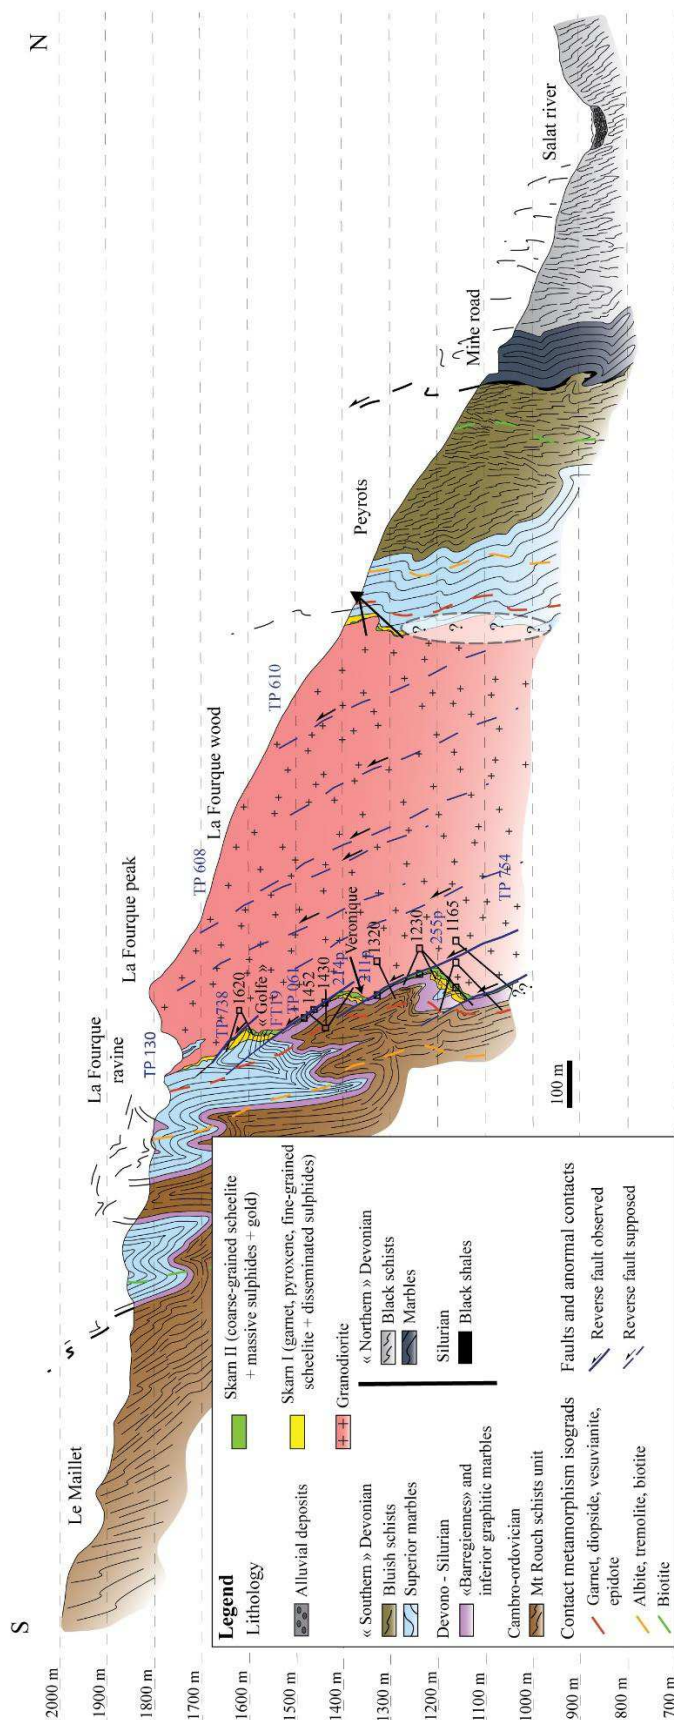 S
N
Le Maillet
La Fourque
ravine
TP 130
La Fourque peak
TP 608
La Fourque wood
TP 610
Peyrots
Mine road
Salat river
TP 738
1620
« Golfe »
FT19
TP 061
1452
1430
214p
Veronique
211p
1320
1230
255p
1165
TP 754
?
?
?
?
?
?
2000 m
1900 m
1800 m
1700 m
1600 m
1500 m
1400 m
1300 m
1200 m
1100 m
1000 m
900 m
800 m
700 m
100 m
Legend
Lithology
Alluvial deposits
Skarn II (coarse-grained scheelite
+ massive sulphides + gold)
Skarn I (garnet, pyroxene, fine-grained
scheelite + disseminated sulphides)
Granodiorite
« Southern » Devonian
Bluish schists
Superior marbles
Devono - Silurian
«Barregiennes» and
inferior graphitic marbles
Cambro-ordovician
Mt Rouch schists unit
« Northern » Devonian
Black schists
Marbles
Silurian
Black shales
Contact metamorphism isograds
Garnet, diopside, vesuvianite,
epidote
Albite, tremolite, biotite
Biotite
Faults and anormal contacts
Reverse fault observed
Reverse fault supposed